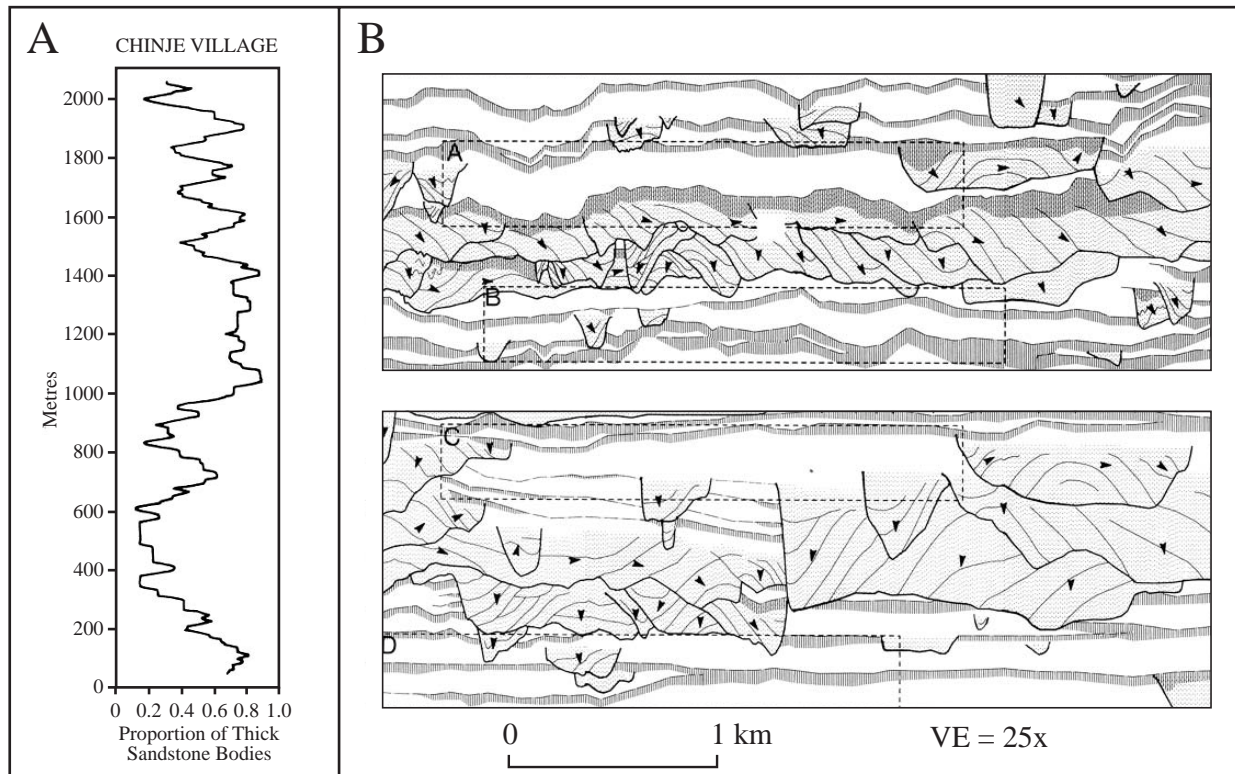 A
CHINJE VILLAGE
2000
1800
1600
1400
1200
1000
800
600
400
200
0
Metres
0 0.2 0.4 0.6 0.8 1.0
Proportion of Thick
Sandstone Bodies
B
A
B
C
D
0 1 km
VE = 25x